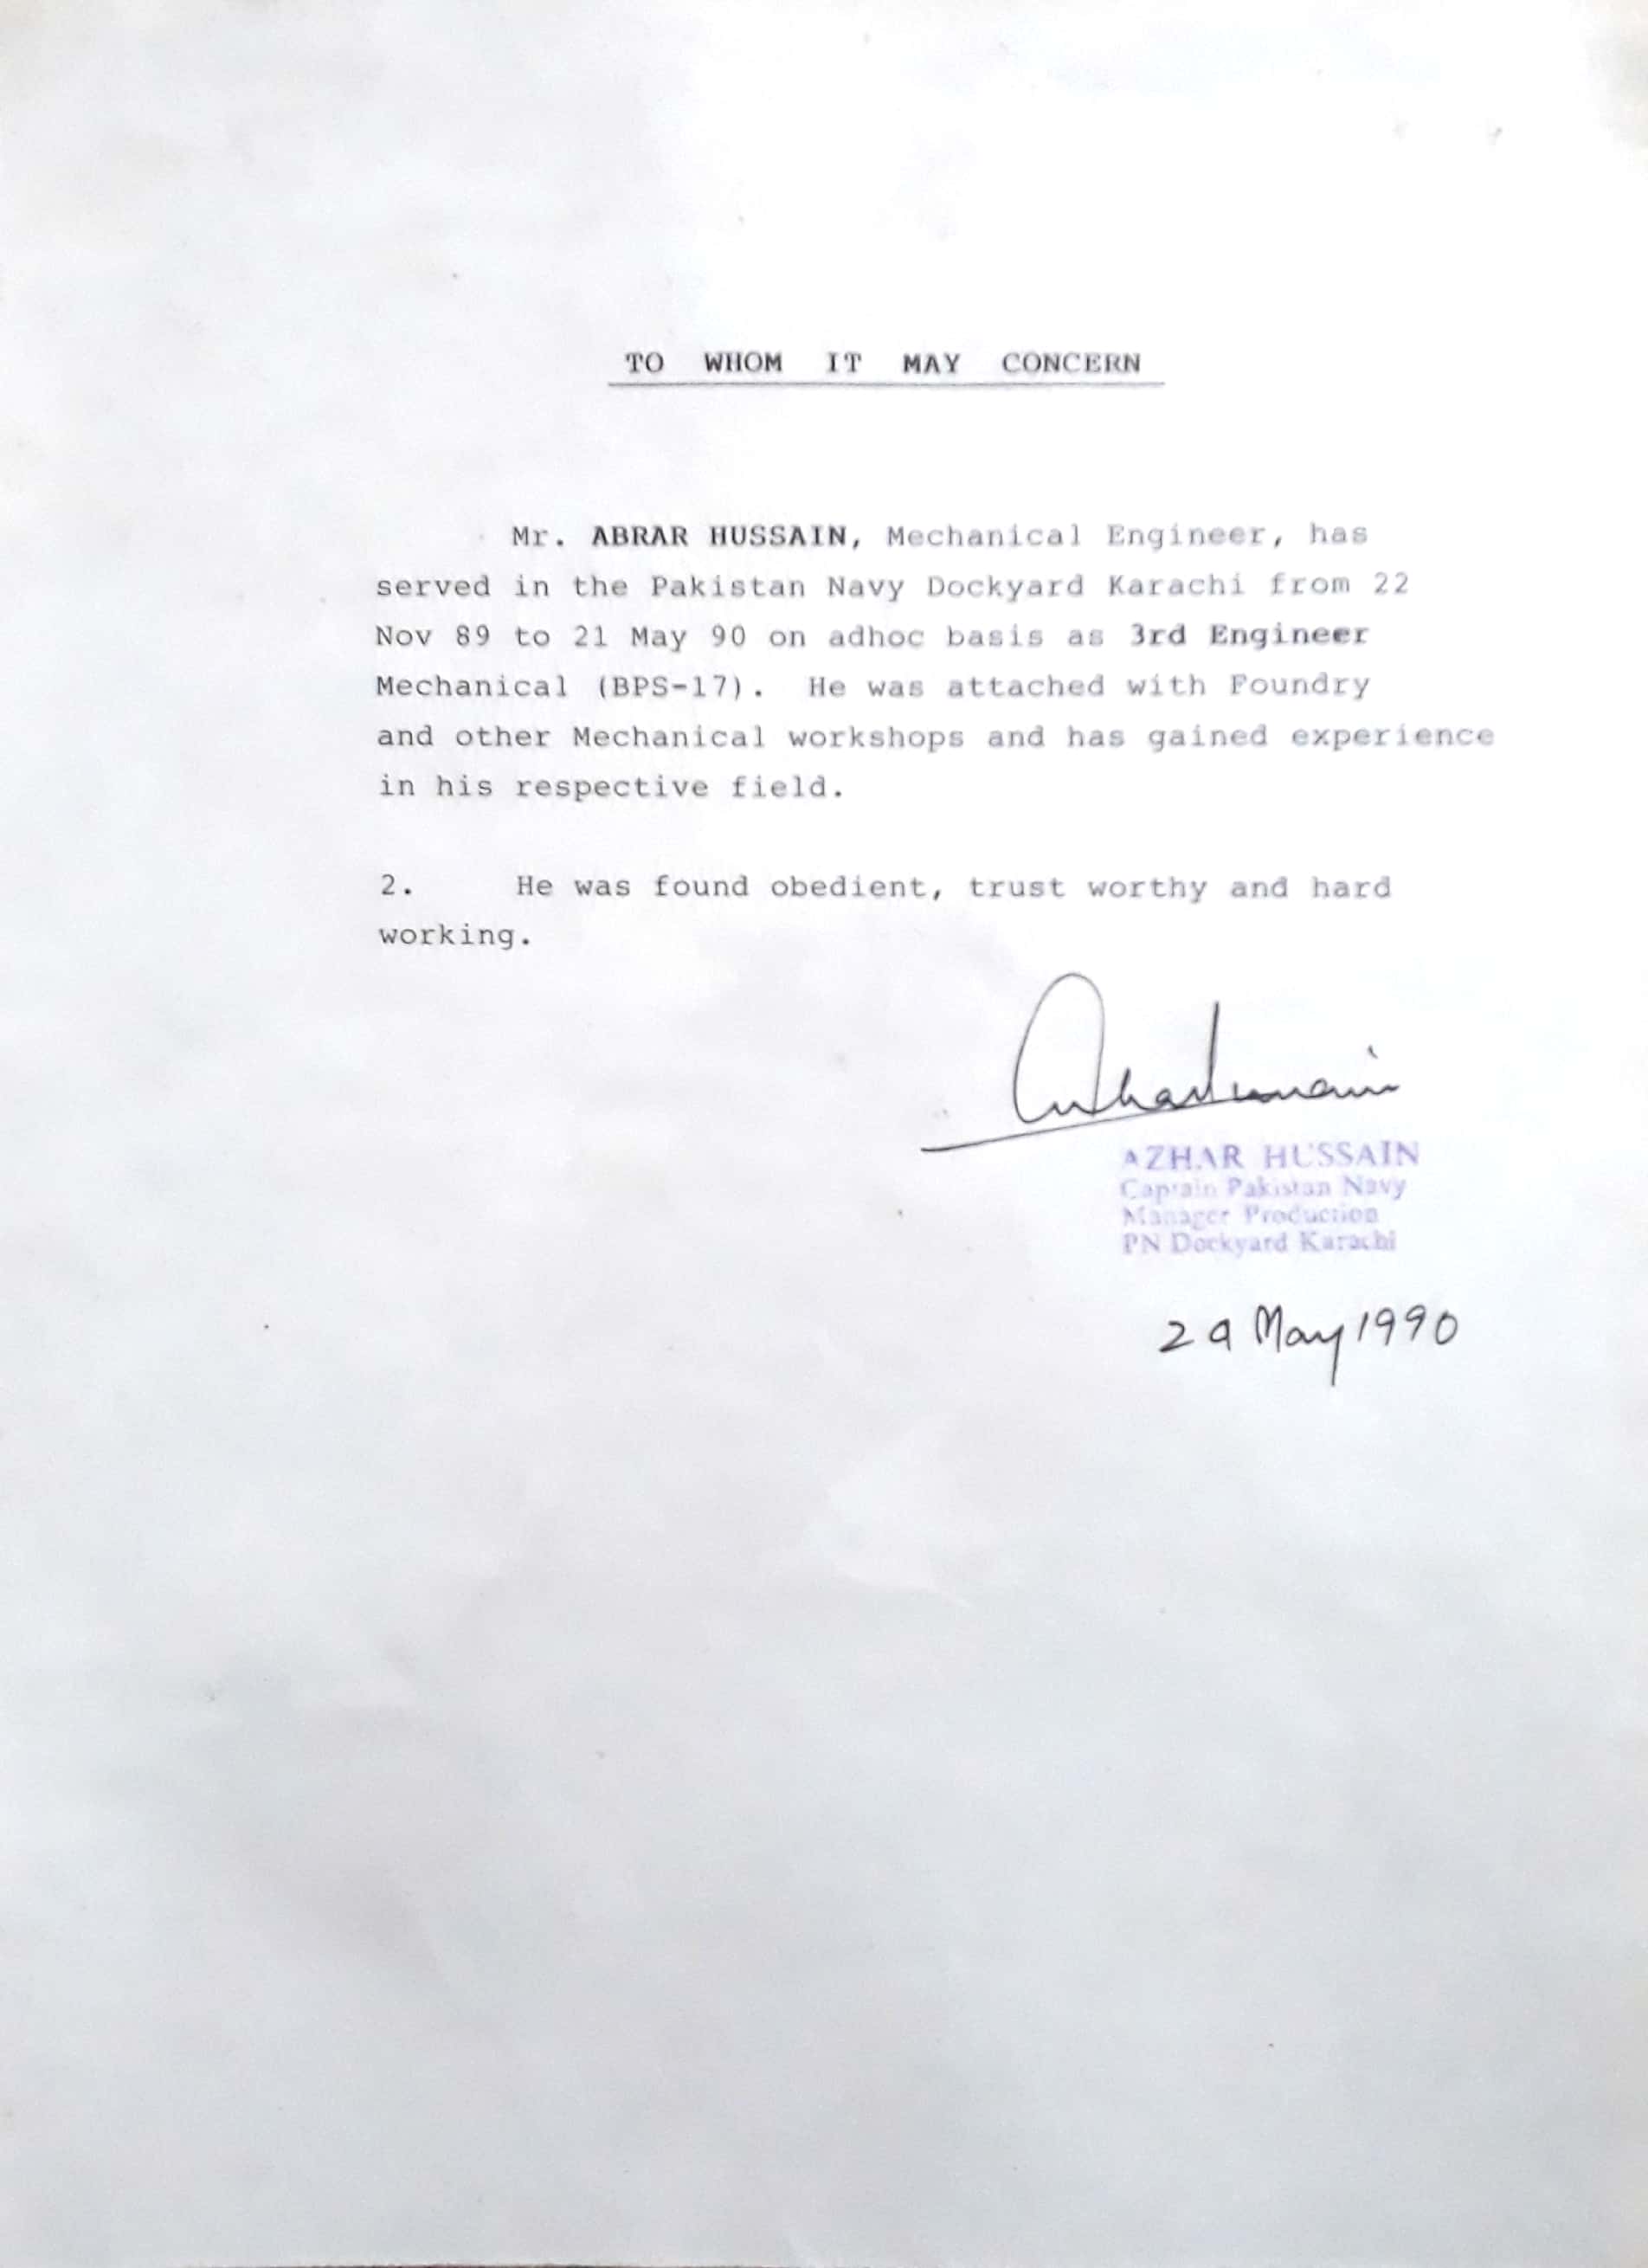 TO WHOM IT MAY CONCERN
Mr. ABRAR HUSSAIN, Mechanical Engineer, has
served in the Pakistan Navy Dockyard Karachi from 22
Nov 89 to 21 May 90 on adhoc basis as 3rd Engineer
Mechanical (BPS-17). He was attached with Foundry
and other Mechanical workshops and has gained experience
in his respective field.
2. He was found obedient, trust worthy and hard
working.
AZHAR HUSSAIN
Captain Pakistan Navy
Manager Production
PN Dockyard Karachi
29 May 1990